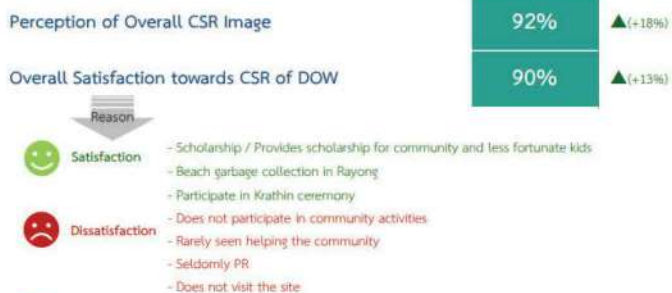 Perception of Overall CSR Image 92% ▲(+18%)
Overall Satisfaction towards CSR of DOW 90% ▲(+13%)
Reason
Satisfaction
- Scholarship / Provides scholarship for community and less fortunate kids
- Beach garbage collection in Rayong
- Participate in Krathin ceremony
Dissatisfaction
- Does not participate in community activities
- Rarely seen helping the community
- Seldomly PR
- Does not visit the site